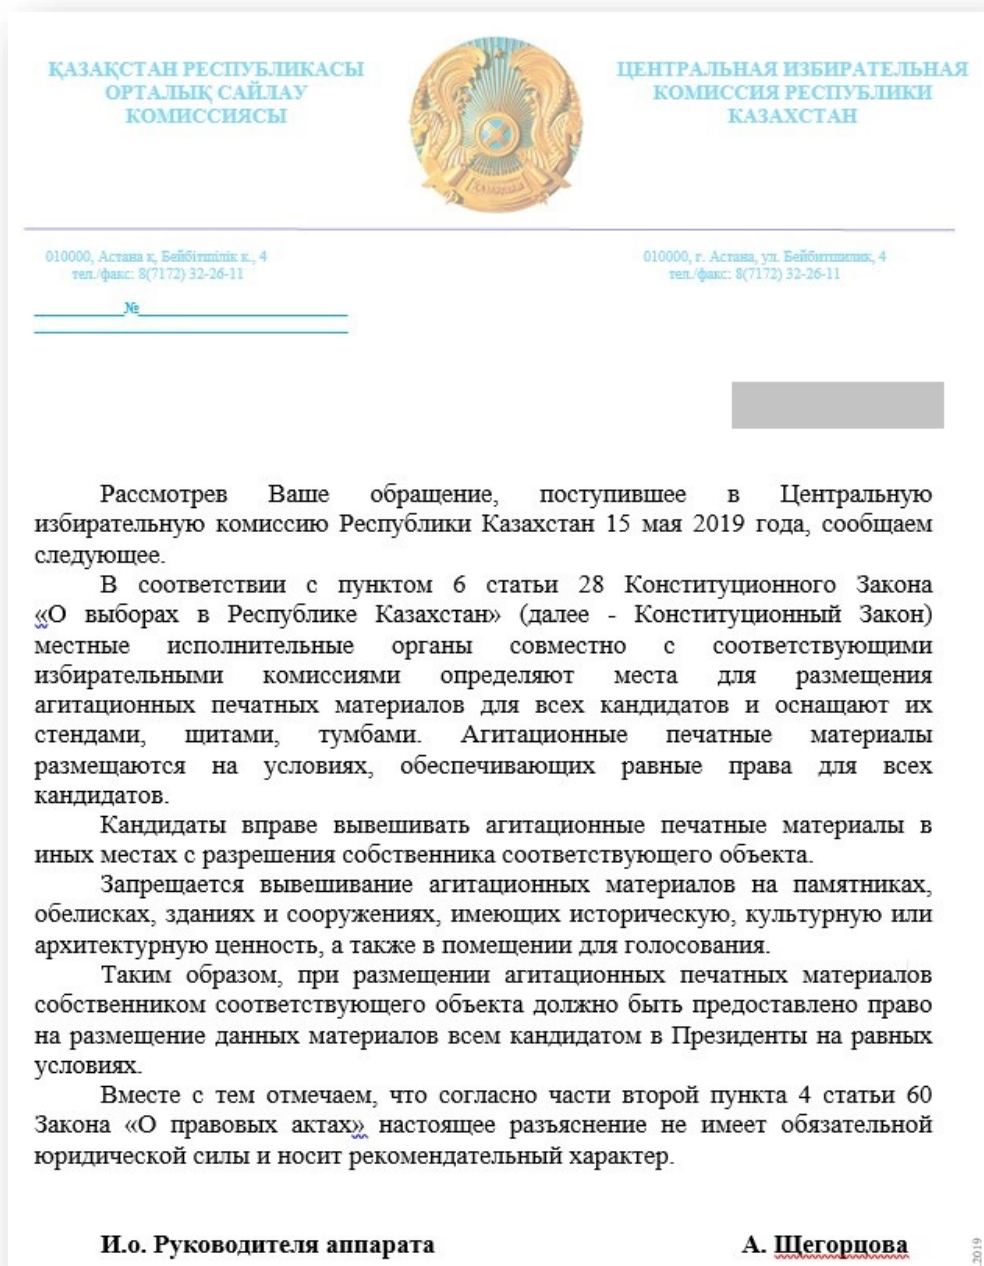 ҚАЗАҚСТАН РЕСПУБЛИКАСЫ
ОРТАЛЫҚ САЙЛАУ
КОМИССИЯСЫ
ЦЕНТРАЛЬНАЯ ИЗБИРАТЕЛЬНАЯ
КОМИССИЯ РЕСПУБЛИКИ
КАЗАХСТАН
010000, Астана қ, Бейбітшілік к., 4
тел./факс: 8(7172) 32-26-11
010000, г. Астана, ул. Бейбитшилик, 4
тел./факс: 8(7172) 32-26-11
№
Рассмотрев Ваше обращение, поступившее в Центральную
избирательную комиссию Республики Казахстан 15 мая 2019 года, сообщаем
следующее.
В соответствии с пунктом 6 статьи 28 Конституционного Закона
«О выборах в Республике Казахстан» (далее - Конституционный Закон)
местные исполнительные органы совместно с соответствующими
избирательными комиссиями определяют места для размещения
агитационных печатных материалов для всех кандидатов и оснащают их
стендами, щитами, тумбами. Агитационные печатные материалы
размещаются на условиях, обеспечивающих равные права для всех
кандидатов.
Кандидаты вправе вывешивать агитационные печатные материалы в
иных местах с разрешения собственника соответствующего объекта.
Запрещается вывешивание агитационных материалов на памятниках,
обелисках, зданиях и сооружениях, имеющих историческую, культурную или
архитектурную ценность, а также в помещении для голосования.
Таким образом, при размещении агитационных печатных материалов
собственником соответствующего объекта должно быть предоставлено право
на размещение данных материалов всем кандидатом в Президенты на равных
условиях.
Вместе с тем отмечаем, что согласно части второй пункта 4 статьи 60
Закона «О правовых актах» настоящее разъяснение не имеет обязательной
юридической силы и носит рекомендательный характер.
И.о. Руководителя аппарата
А. Щегорцова
.2019